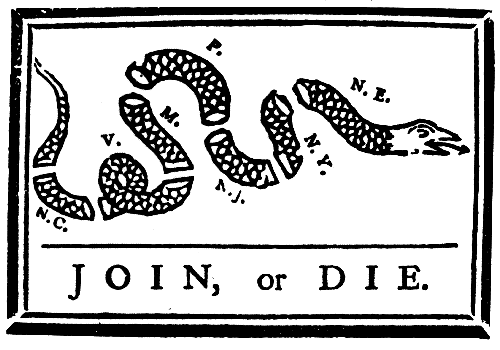 P.
N. E.
M.
V.
N. Y.
N. J.
N. C.
JOIN, or DIE.